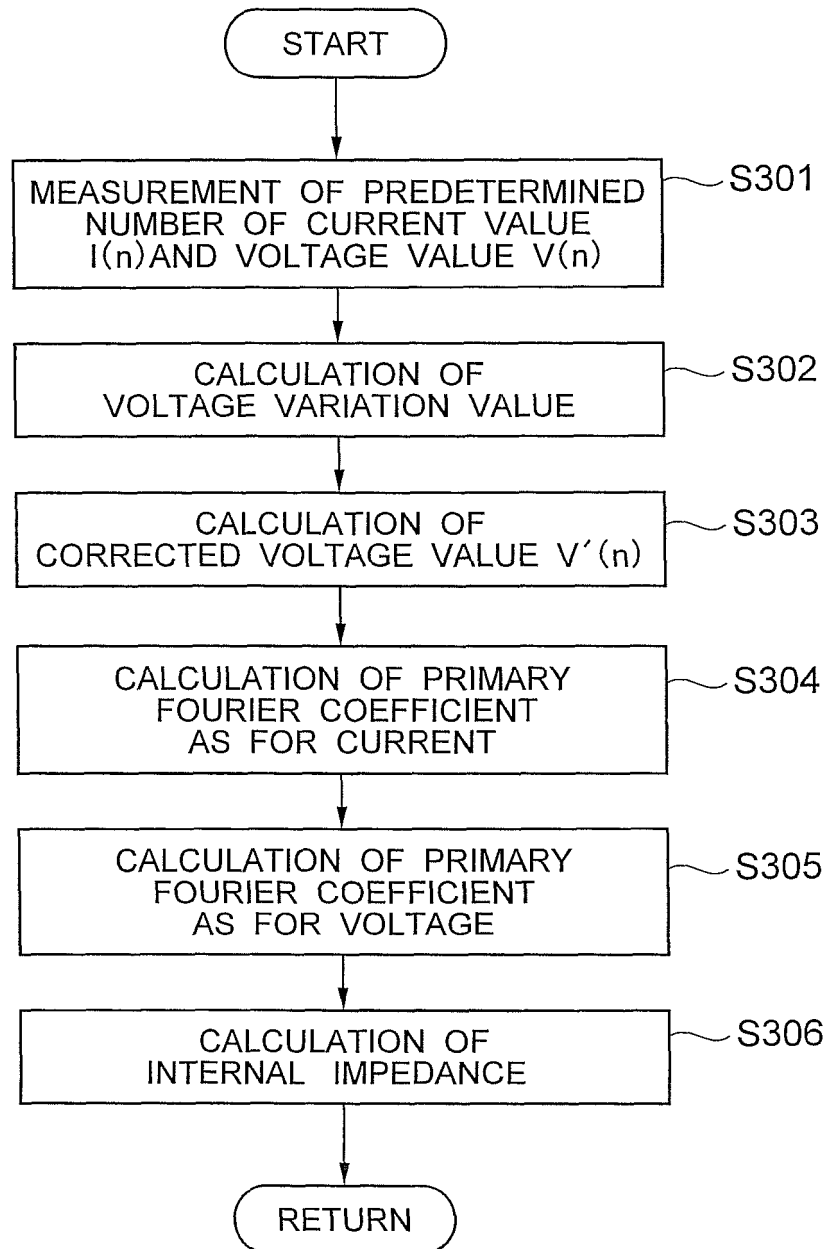 START
MEASUREMENT OF PREDETERMINED
NUMBER OF CURRENT VALUE
I(n)AND VOLTAGE VALUE V(n)
S301
CALCULATION OF
VOLTAGE VARIATION VALUE
S302
CALCULATION OF
CORRECTED VOLTAGE VALUE V´(n)
S303
CALCULATION OF PRIMARY
FOURIER COEFFICIENT
AS FOR CURRENT
S304
CALCULATION OF PRIMARY
FOURIER COEFFICIENT
AS FOR VOLTAGE
S305
CALCULATION OF
INTERNAL IMPEDANCE
S306
RETURN